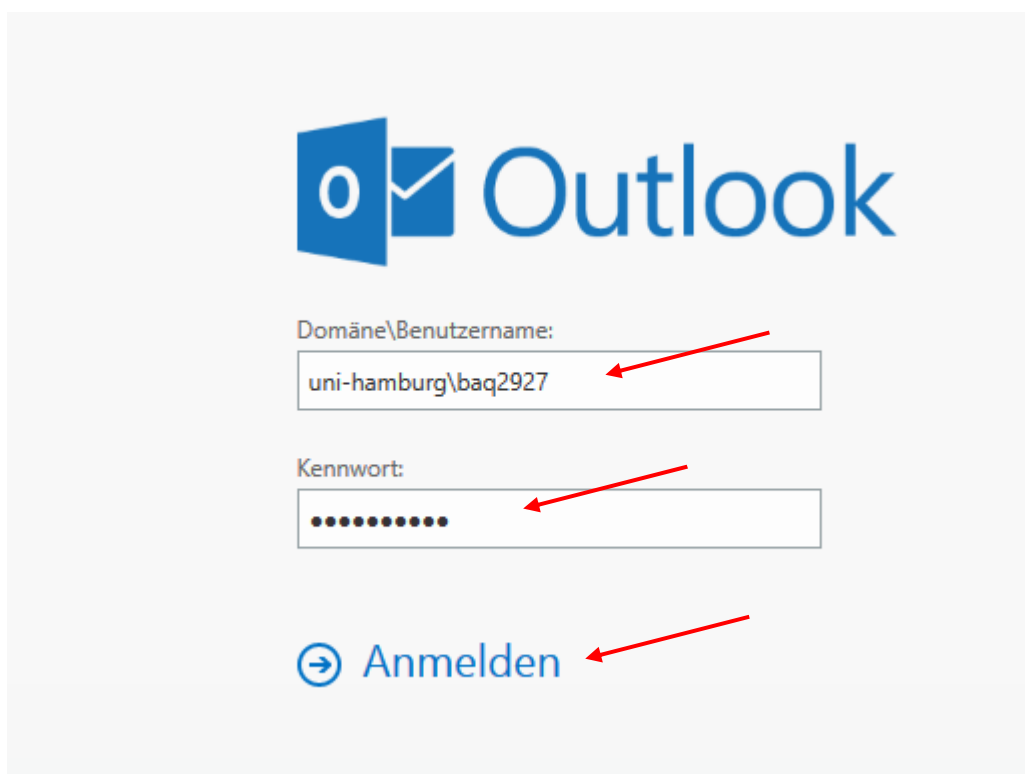 Outlook
Domäne\Benutzername:
uni-hamburg\baq2927
Kennwort:
••••••••••
Anmelden